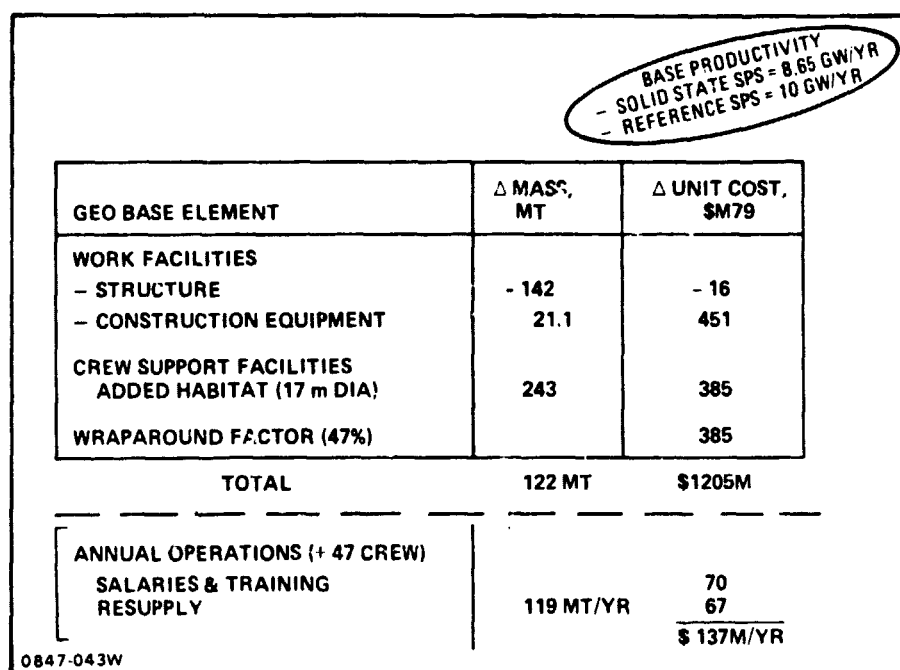 BASE PRODUCTIVITY
– SOLID STATE SPS = 8.65 GW/YR
– REFERENCE SPS = 10 GW/YR
GEO BASE ELEMENT Δ MASS, MT Δ UNIT COST, $M79
WORK FACILITIES
– STRUCTURE - 142 - 16
– CONSTRUCTION EQUIPMENT 21.1 451
CREW SUPPORT FACILITIES
ADDED HABITAT (17 m DIA) 243 385
WRAPAROUND FACTOR (47%) 385
TOTAL 122 MT $1205M
ANNUAL OPERATIONS (+ 47 CREW)
SALARIES & TRAINING 70
RESUPPLY 119 MT/YR 67
$ 137M/YR
0847-043W